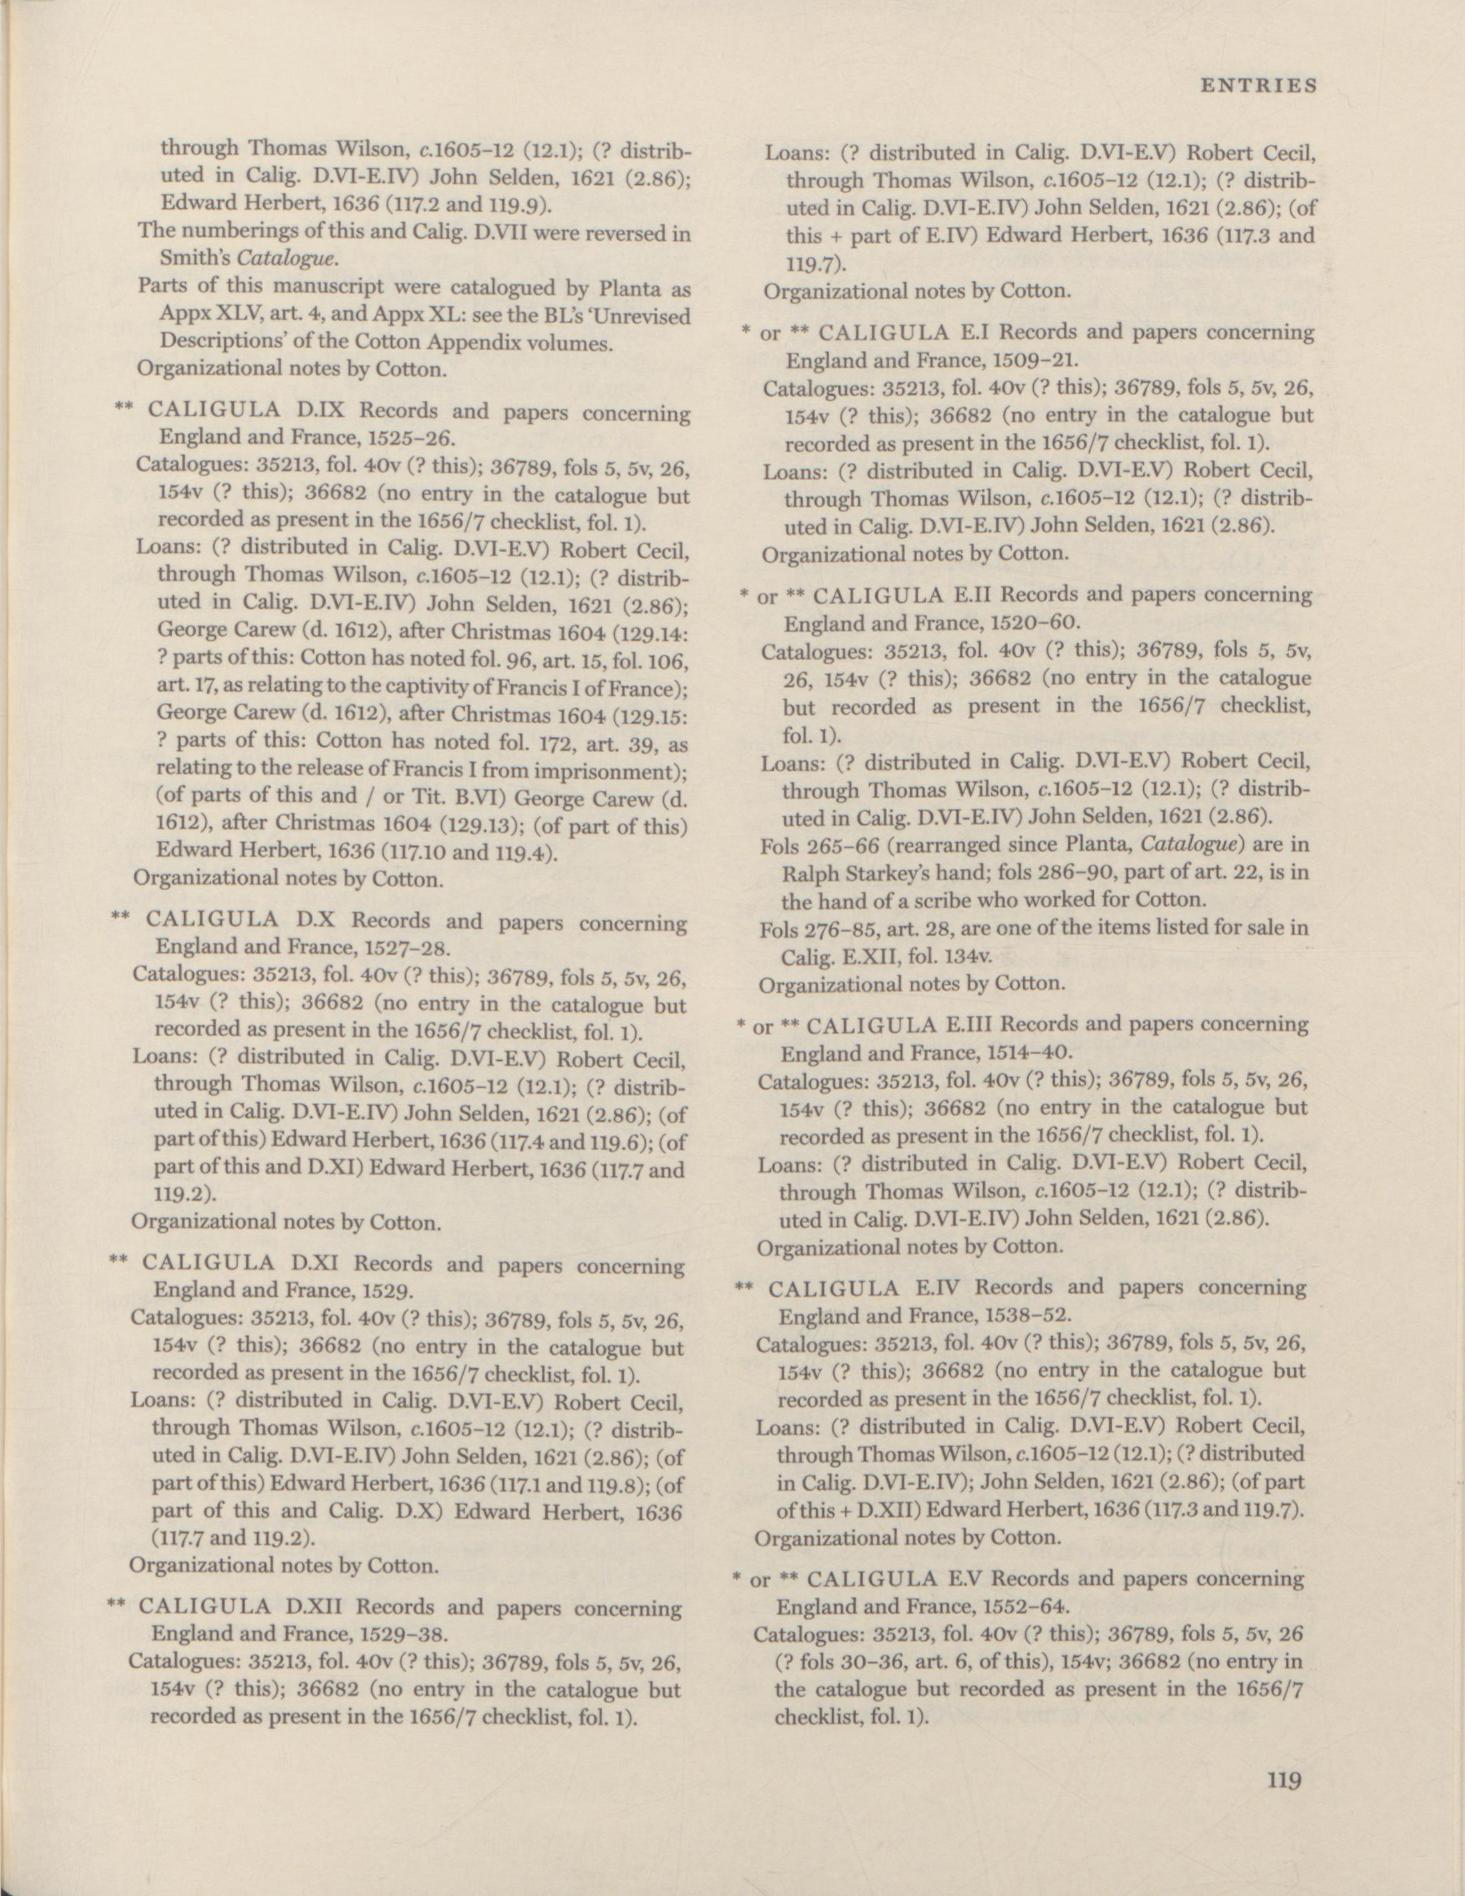 ENTRIES
through Thomas Wilson, c.1605–12 (12.1); (? distrib-
uted in Calig. D.VI-E.IV) John Selden, 1621 (2.86);
Edward Herbert, 1636 (117.2 and 119.9).
The numberings of this and Calig. D.VII were reversed in
Smith's Catalogue.
Parts of this manuscript were catalogued by Planta as
Appx XLV, art. 4, and Appx XL: see the BL's 'Unrevised
Descriptions' of the Cotton Appendix volumes.
Organizational notes by Cotton.
** CALIGULA D.IX Records and papers concerning
England and France, 1525–26.
Catalogues: 35213, fol. 40v (? this); 36789, fols 5, 5v, 26,
154v (? this); 36682 (no entry in the catalogue but
recorded as present in the 1656/7 checklist, fol. 1).
Loans: (? distributed in Calig. D.VI-E.V) Robert Cecil,
through Thomas Wilson, c.1605–12 (12.1); (? distrib-
uted in Calig. D.VI-E.IV) John Selden, 1621 (2.86);
George Carew (d. 1612), after Christmas 1604 (129.14:
? parts of this: Cotton has noted fol. 96, art. 15, fol. 106,
art. 17, as relating to the captivity of Francis I of France);
George Carew (d. 1612), after Christmas 1604 (129.15:
? parts of this: Cotton has noted fol. 172, art. 39, as
relating to the release of Francis I from imprisonment);
(of parts of this and / or Tit. B.VI) George Carew (d.
1612), after Christmas 1604 (129.13); (of part of this)
Edward Herbert, 1636 (117.10 and 119.4).
Organizational notes by Cotton.
** CALIGULA D.X Records and papers concerning
England and France, 1527–28.
Catalogues: 35213, fol. 40v (? this); 36789, fols 5, 5v, 26,
154v (? this); 36682 (no entry in the catalogue but
recorded as present in the 1656/7 checklist, fol. 1).
Loans: (? distributed in Calig. D.VI-E.V) Robert Cecil,
through Thomas Wilson, c.1605–12 (12.1); (? distrib-
uted in Calig. D.VI-E.IV) John Selden, 1621 (2.86); (of
part of this) Edward Herbert, 1636 (117.4 and 119.6); (of
part of this and D.XI) Edward Herbert, 1636 (117.7 and
119.2).
Organizational notes by Cotton.
** CALIGULA D.XI Records and papers concerning
England and France, 1529.
Catalogues: 35213, fol. 40v (? this); 36789, fols 5, 5v, 26,
154v (? this); 36682 (no entry in the catalogue but
recorded as present in the 1656/7 checklist, fol. 1).
Loans: (? distributed in Calig. D.VI-E.V) Robert Cecil,
through Thomas Wilson, c.1605–12 (12.1); (? distrib-
uted in Calig. D.VI-E.IV) John Selden, 1621 (2.86); (of
part of this) Edward Herbert, 1636 (117.1 and 119.8); (of
part of this and Calig. D.X) Edward Herbert, 1636
(117.7 and 119.2).
Organizational notes by Cotton.
** CALIGULA D.XII Records and papers concerning
England and France, 1529–38.
Catalogues: 35213, fol. 40v (? this); 36789, fols 5, 5v, 26,
154v (? this); 36682 (no entry in the catalogue but
recorded as present in the 1656/7 checklist, fol. 1).
Loans: (? distributed in Calig. D.VI-E.V) Robert Cecil,
through Thomas Wilson, c.1605–12 (12.1); (? distrib-
uted in Calig. D.VI-E.IV) John Selden, 1621 (2.86); (of
this + part of E.IV) Edward Herbert, 1636 (117.3 and
119.7).
Organizational notes by Cotton.
* or ** CALIGULA E.I Records and papers concerning
England and France, 1509–21.
Catalogues: 35213, fol. 40v (? this); 36789, fols 5, 5v, 26,
154v (? this); 36682 (no entry in the catalogue but
recorded as present in the 1656/7 checklist, fol. 1).
Loans: (? distributed in Calig. D.VI-E.V) Robert Cecil,
through Thomas Wilson, c.1605–12 (12.1); (? distrib-
uted in Calig. D.VI-E.IV) John Selden, 1621 (2.86).
Organizational notes by Cotton.
* or ** CALIGULA E.II Records and papers concerning
England and France, 1520–60.
Catalogues: 35213, fol. 40v (? this); 36789, fols 5, 5v,
26, 154v (? this); 36682 (no entry in the catalogue
but recorded as present in the 1656/7 checklist,
fol. 1).
Loans: (? distributed in Calig. D.VI-E.V) Robert Cecil,
through Thomas Wilson, c.1605–12 (12.1); (? distrib-
uted in Calig. D.VI-E.IV) John Selden, 1621 (2.86).
Fols 265–66 (rearranged since Planta, Catalogue) are in
Ralph Starkey's hand; fols 286–90, part of art. 22, is in
the hand of a scribe who worked for Cotton.
Fols 276–85, art. 28, are one of the items listed for sale in
Calig. E.XII, fol. 134v.
Organizational notes by Cotton.
* or ** CALIGULA E.III Records and papers concerning
England and France, 1514–40.
Catalogues: 35213, fol. 40v (? this); 36789, fols 5, 5v, 26,
154v (? this); 36682 (no entry in the catalogue but
recorded as present in the 1656/7 checklist, fol. 1).
Loans: (? distributed in Calig. D.VI-E.V) Robert Cecil,
through Thomas Wilson, c.1605–12 (12.1); (? distrib-
uted in Calig. D.VI-E.IV) John Selden, 1621 (2.86).
Organizational notes by Cotton.
** CALIGULA E.IV Records and papers concerning
England and France, 1538–52.
Catalogues: 35213, fol. 40v (? this); 36789, fols 5, 5v, 26,
154v (? this); 36682 (no entry in the catalogue but
recorded as present in the 1656/7 checklist, fol. 1).
Loans: (? distributed in Calig. D.VI-E.V) Robert Cecil,
through Thomas Wilson, c.1605–12 (12.1); (? distributed
in Calig. D.VI-E.IV); John Selden, 1621 (2.86); (of part
of this + D.XII) Edward Herbert, 1636 (117.3 and 119.7).
Organizational notes by Cotton.
* or ** CALIGULA E.V Records and papers concerning
England and France, 1552–64.
Catalogues: 35213, fol. 40v (? this); 36789, fols 5, 5v, 26
(? fols 30–36, art. 6, of this), 154v; 36682 (no entry in
the catalogue but recorded as present in the 1656/7
checklist, fol. 1).
119